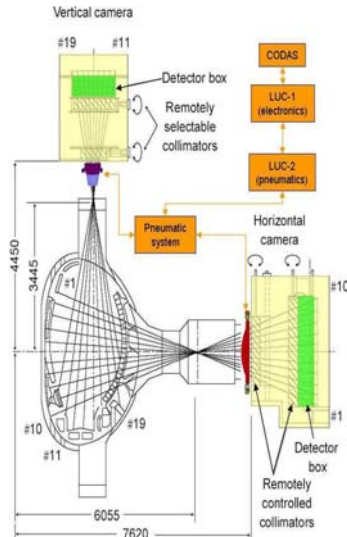 Vertical camera
#19
#11
Detector box
Remotely
selectable
collimators
CODAS
LUC-1
(electronics)
LUC-2
(pneumatics)
Pneumatic
system
Horizontal
camera
4450
3445
#1
#10
#10
#11
#19
#1
Detector
box
Remotely
controlled
collimators
6055
7620